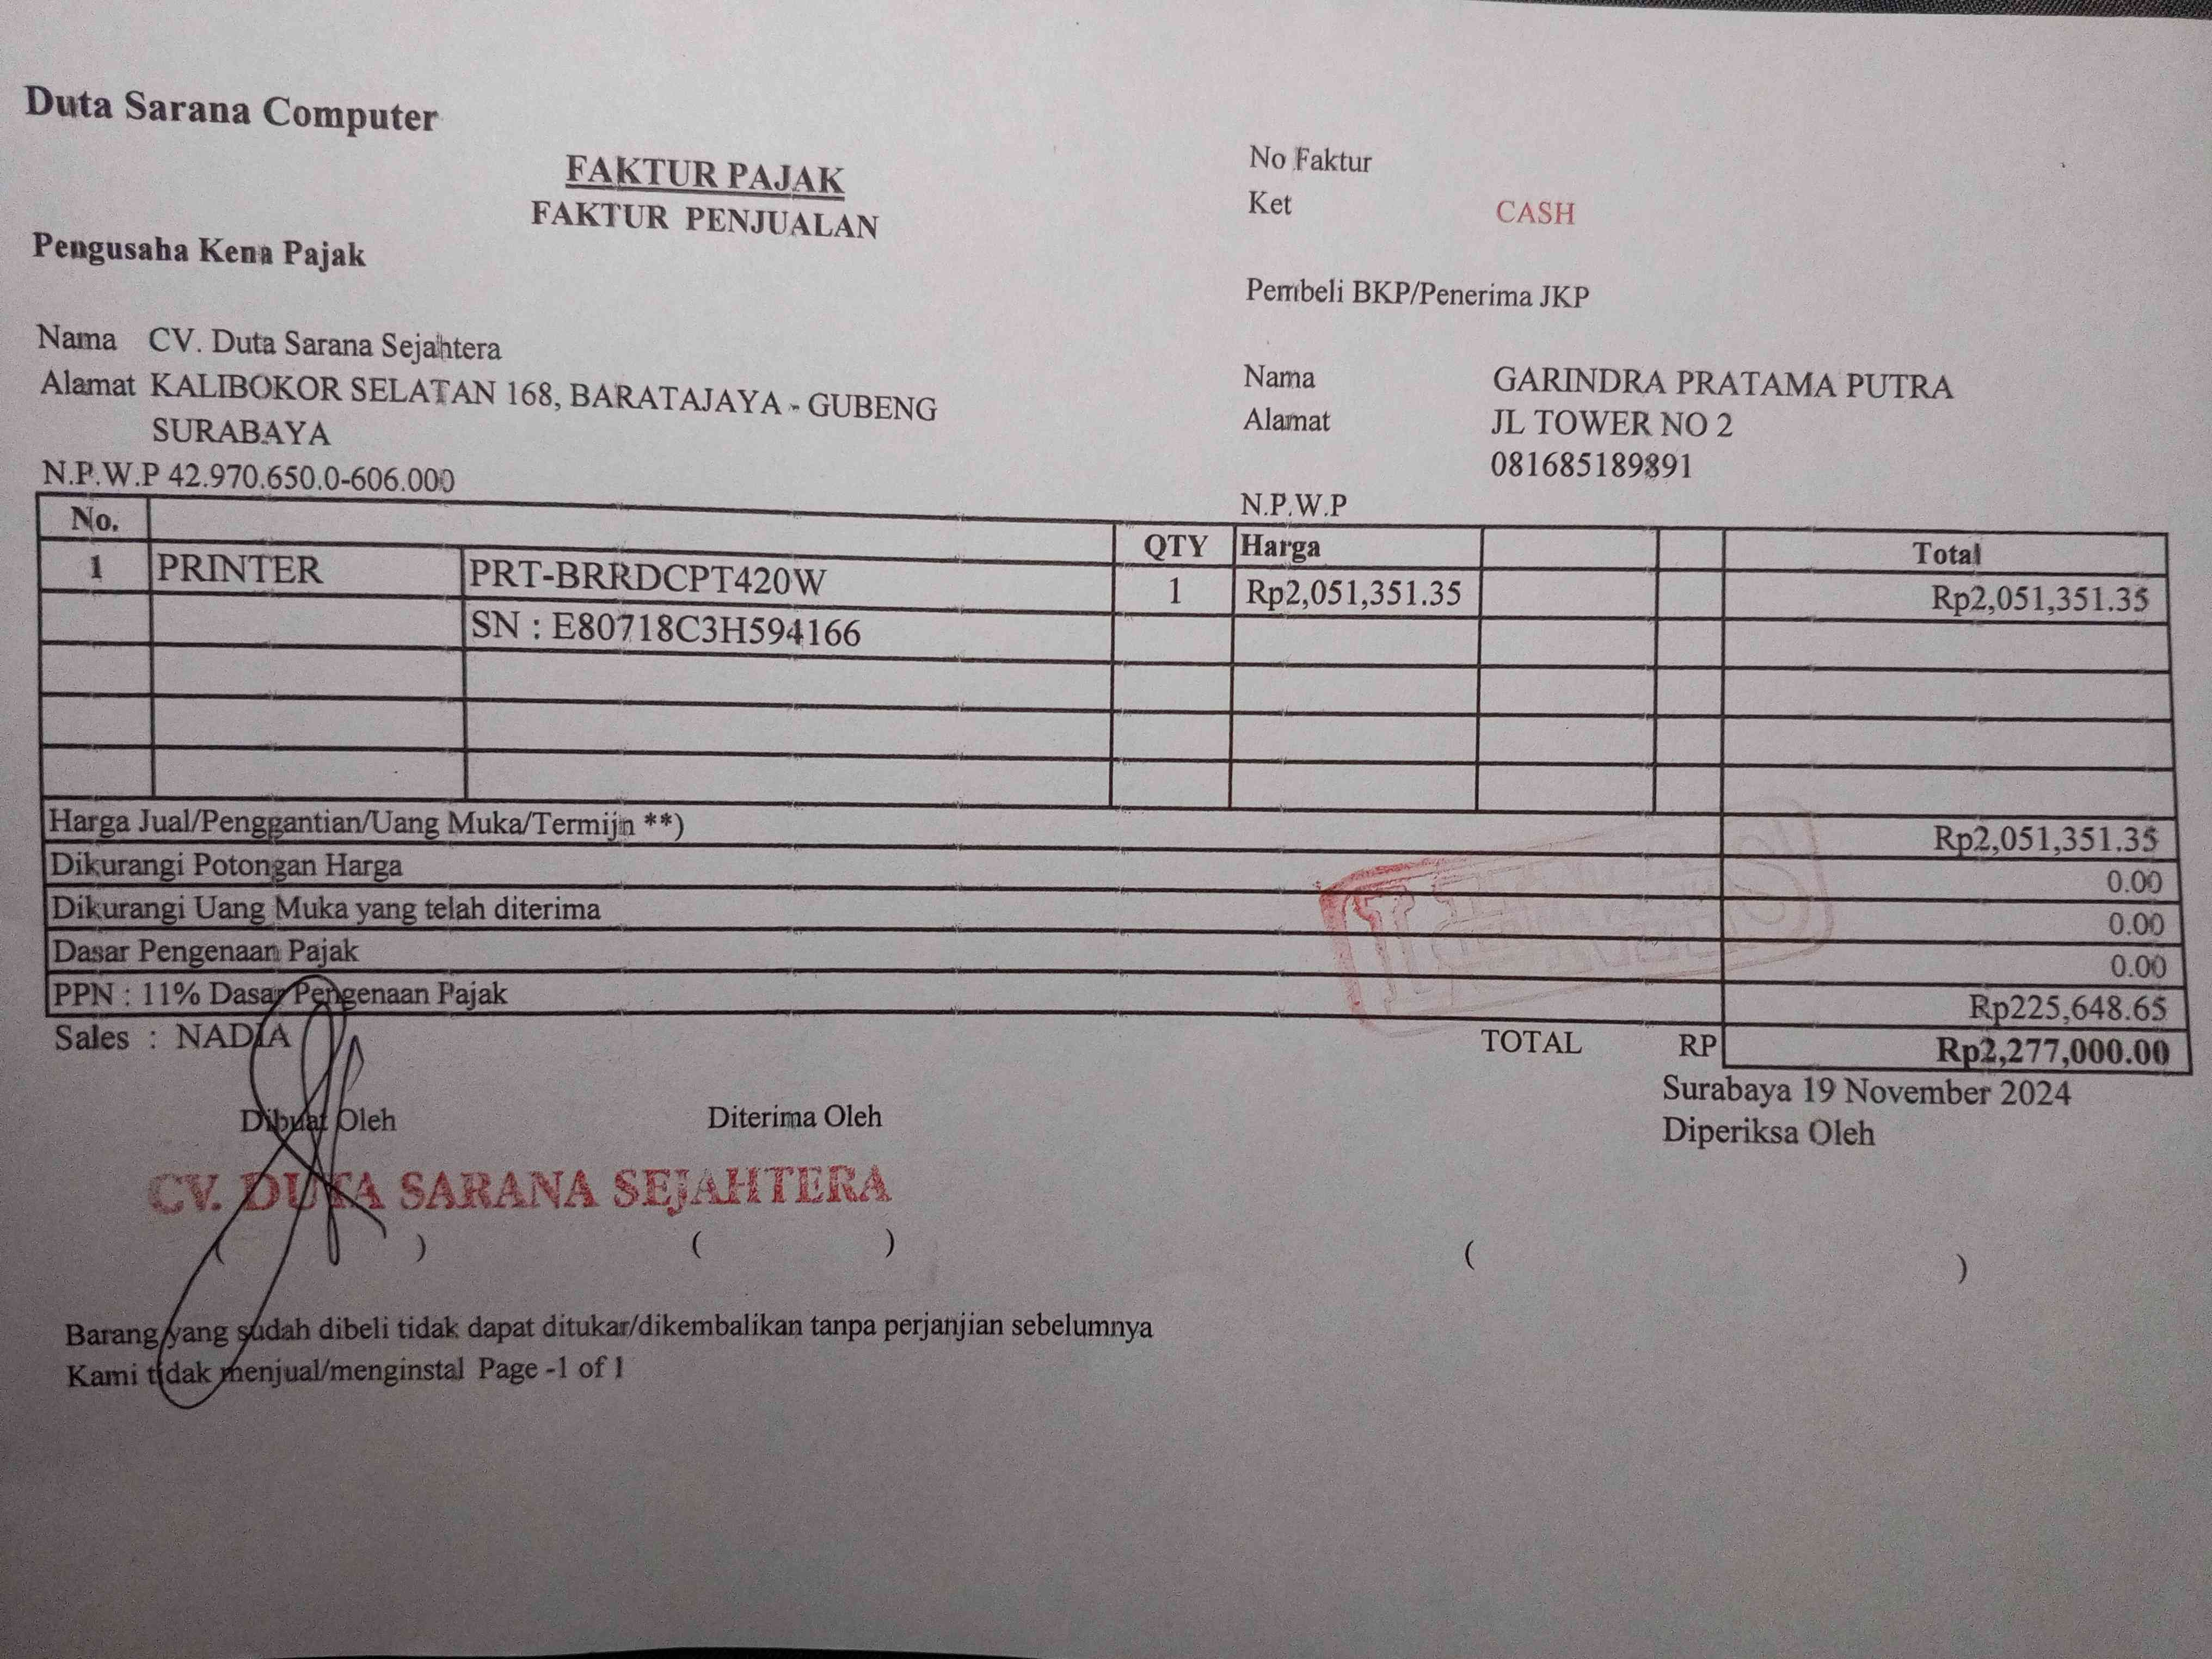 Duta Sarana Computer
FAKTUR PAJAK
FAKTUR PENJUALAN
No Faktur
Ket CASH
Pengusaha Kena Pajak
Pembeli BKP/Penerima JKP
Nama CV. Duta Sarana Sejahtera
Alamat KALIBOKOR SELATAN 168, BARATAJAYA - GUBENG
SURABAYA
N.P.W.P 42.970.650.0-606.000
Nama GARINDRA PRATAMA PUTRA
Alamat JL TOWER NO 2
081685189891
N.P.W.P
No. QTY Harga Total
1 PRINTER PRT-BRRDCPT420W 1 Rp2,051,351.35 Rp2,051,351.35
SN : E80718C3H594166
Harga Jual/Penggantian/Uang Muka/Termijn **) Rp2,051,351.35
Dikurangi Potongan Harga 0.00
Dikurangi Uang Muka yang telah diterima 0.00
Dasar Pengenaan Pajak 0.00
PPN : 11% Dasar Pengenaan Pajak Rp225,648.65
Sales : NADIA TOTAL RP Rp2,277,000.00
Surabaya 19 November 2024
Dibuat Oleh Diterima Oleh Diperiksa Oleh
CV. DUTA SARANA SEJAHTERA
( ) ( ) ( )
Barang yang sudah dibeli tidak dapat ditukar/dikembalikan tanpa perjanjian sebelumnya
Kami tidak menjual/menginstal Page -1 of 1